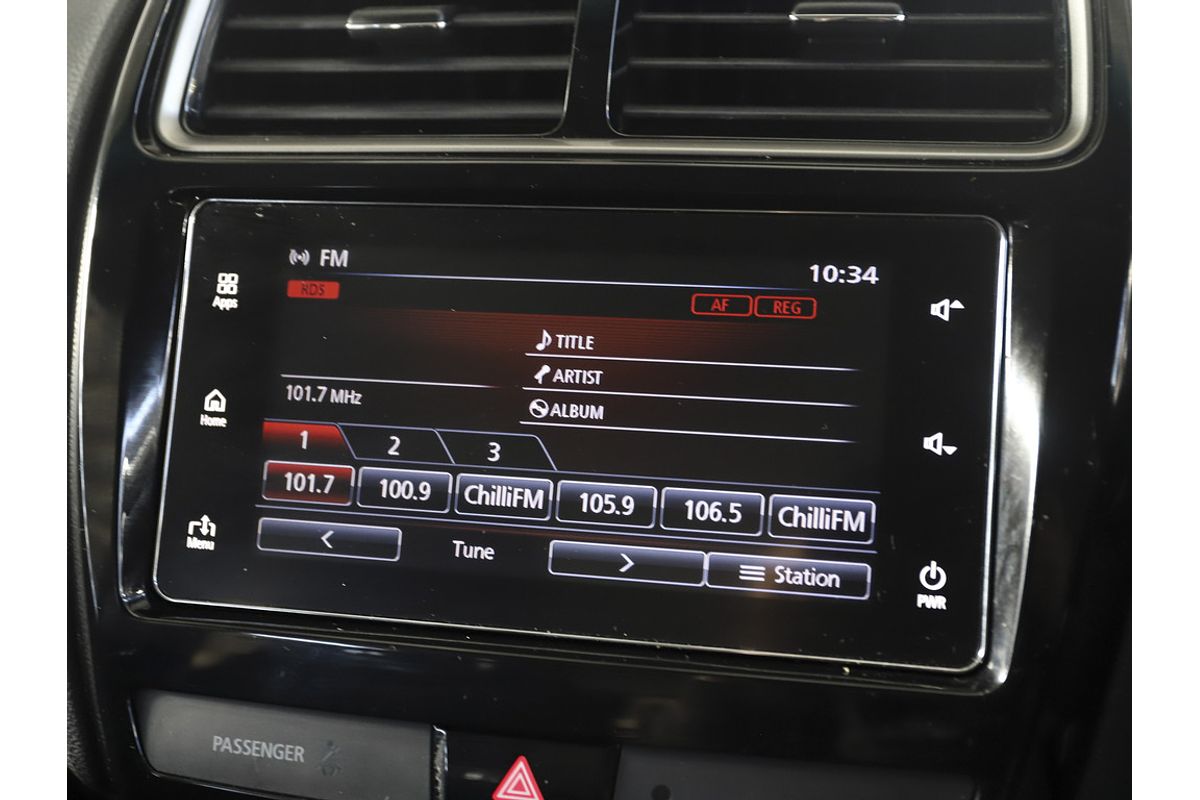 FM
10:34
RDS
AF REG
Apps
TITLE
ARTIST
ALBUM
101.7 MHz
Home
1 2 3
101.7 100.9 ChilliFM 105.9 106.5 ChilliFM
< Tune > Station
Menu
PWR
PASSENGER